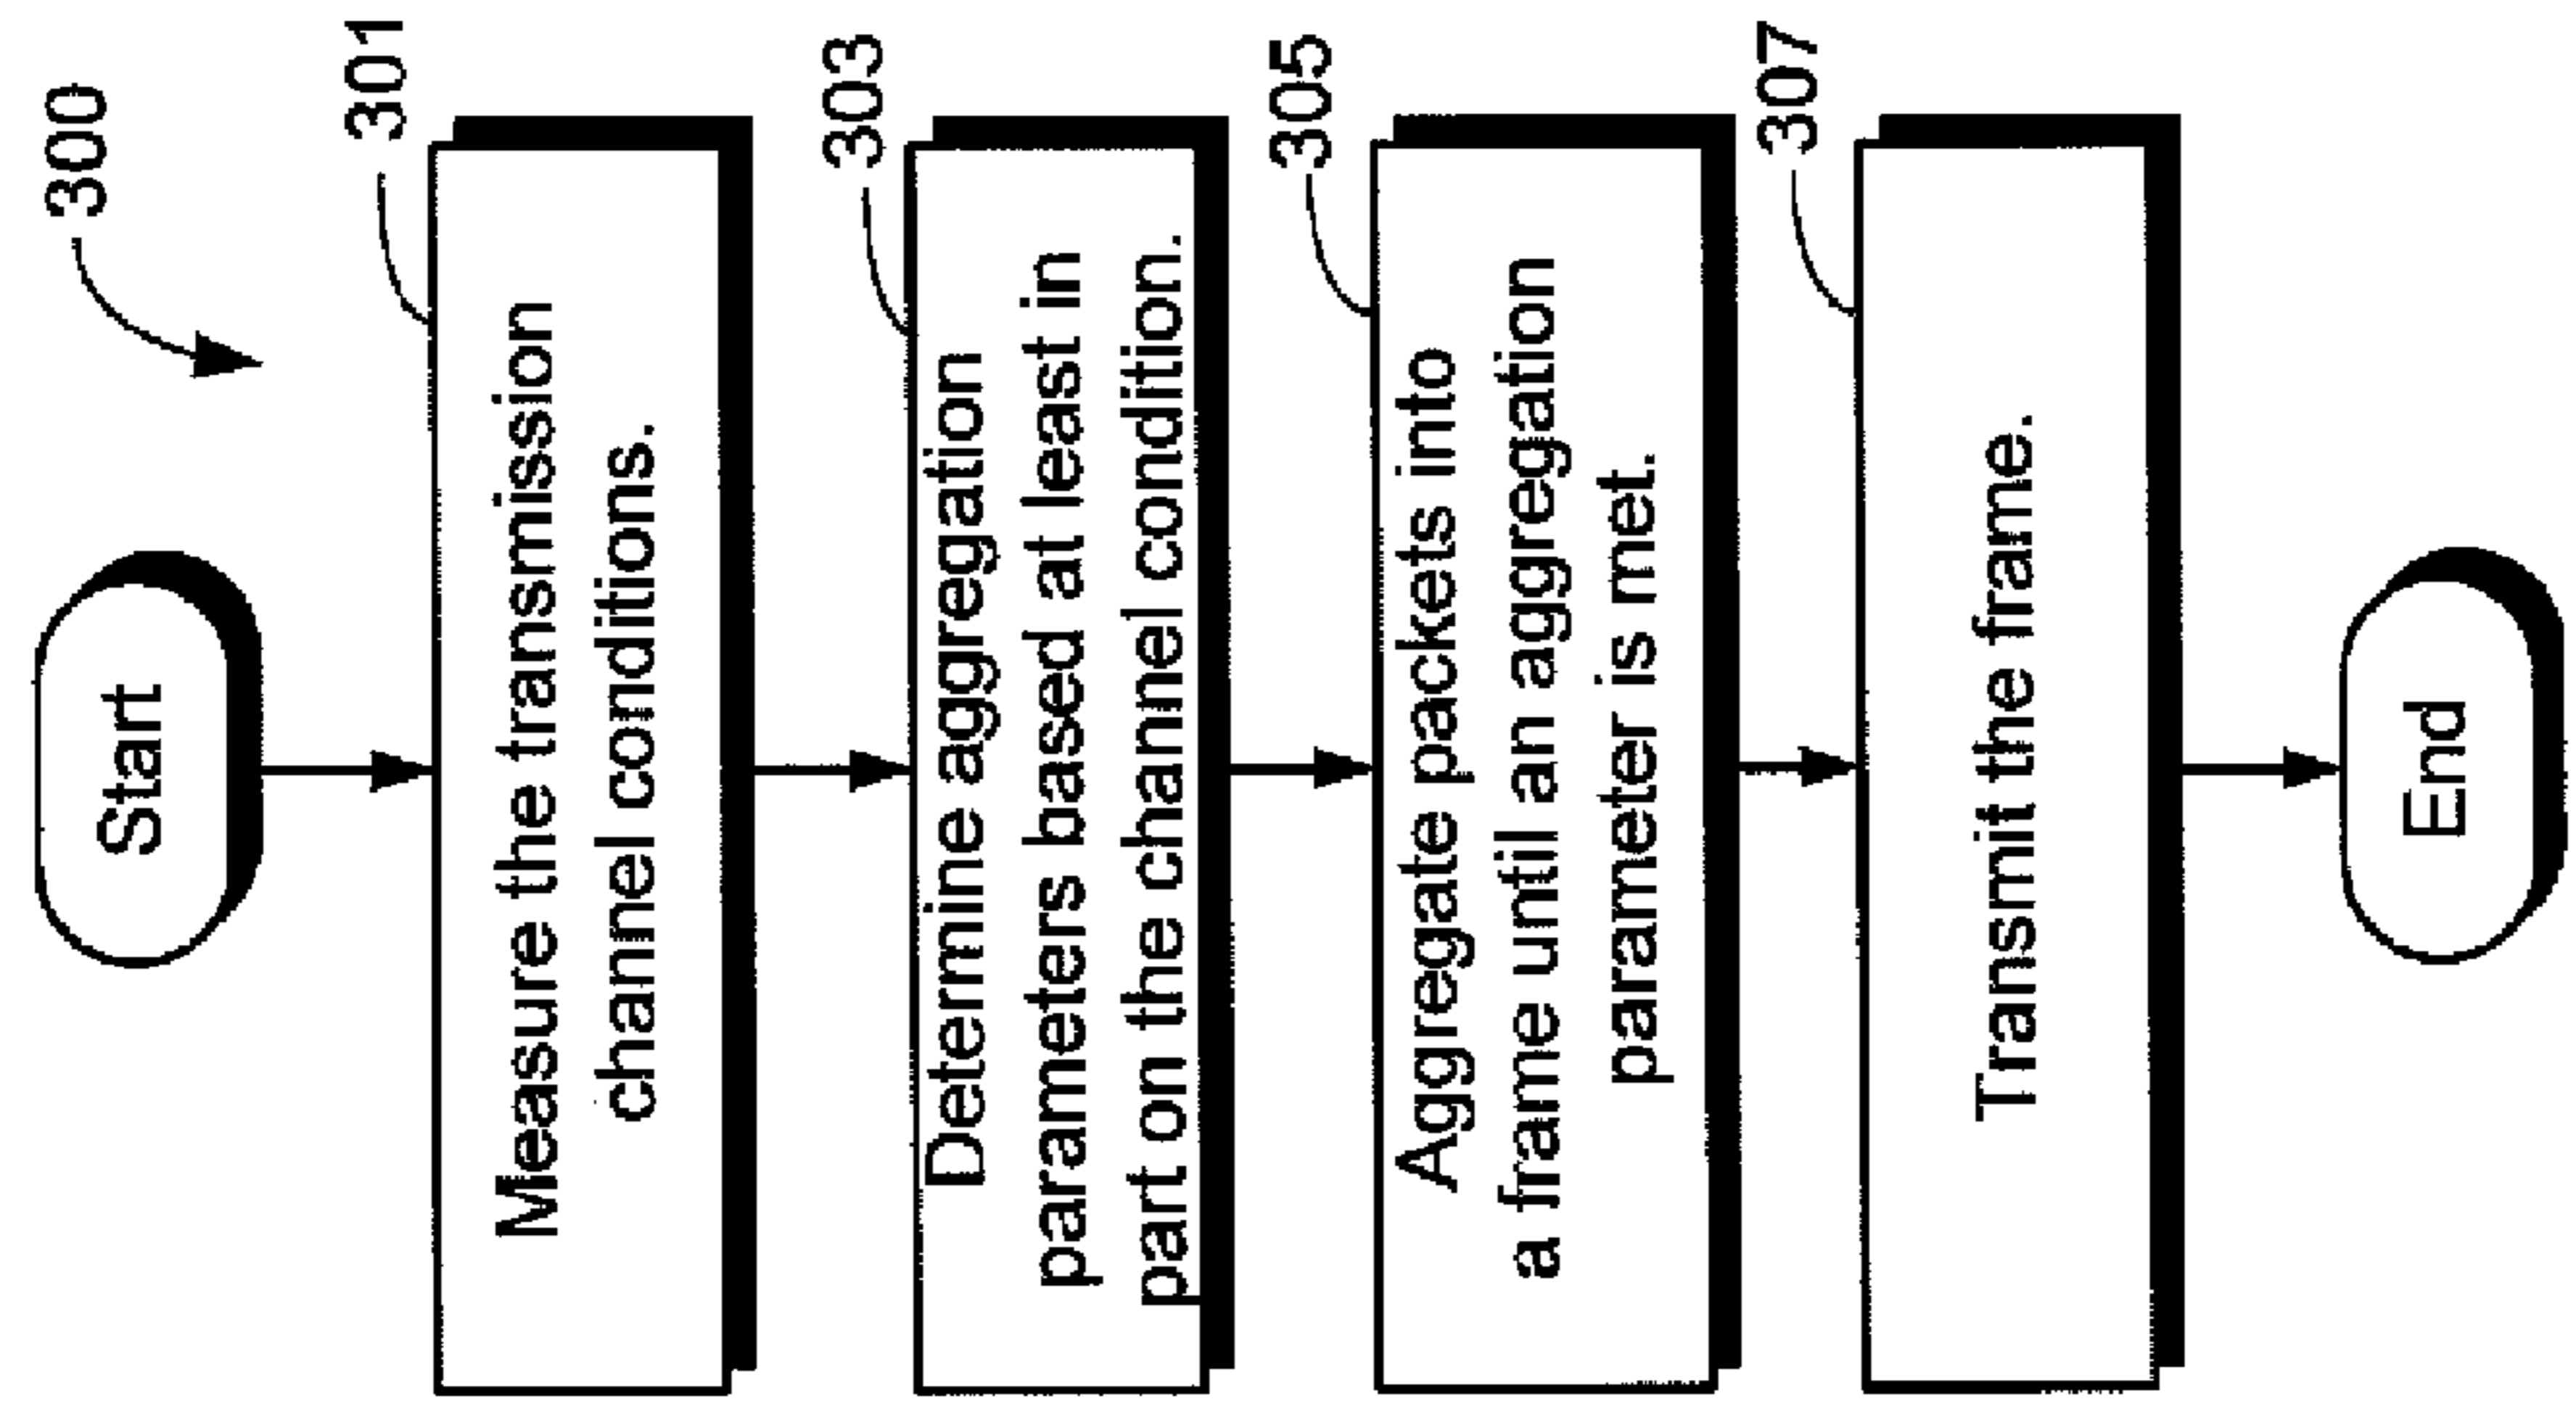 300
Start
301
Measure the transmission
channel conditions.
303
Determine aggregation
parameters based at least in
part on the channel condition.
305
Aggregate packets into
a frame until an aggregation
parameter is met.
307
Transmit the frame.
End